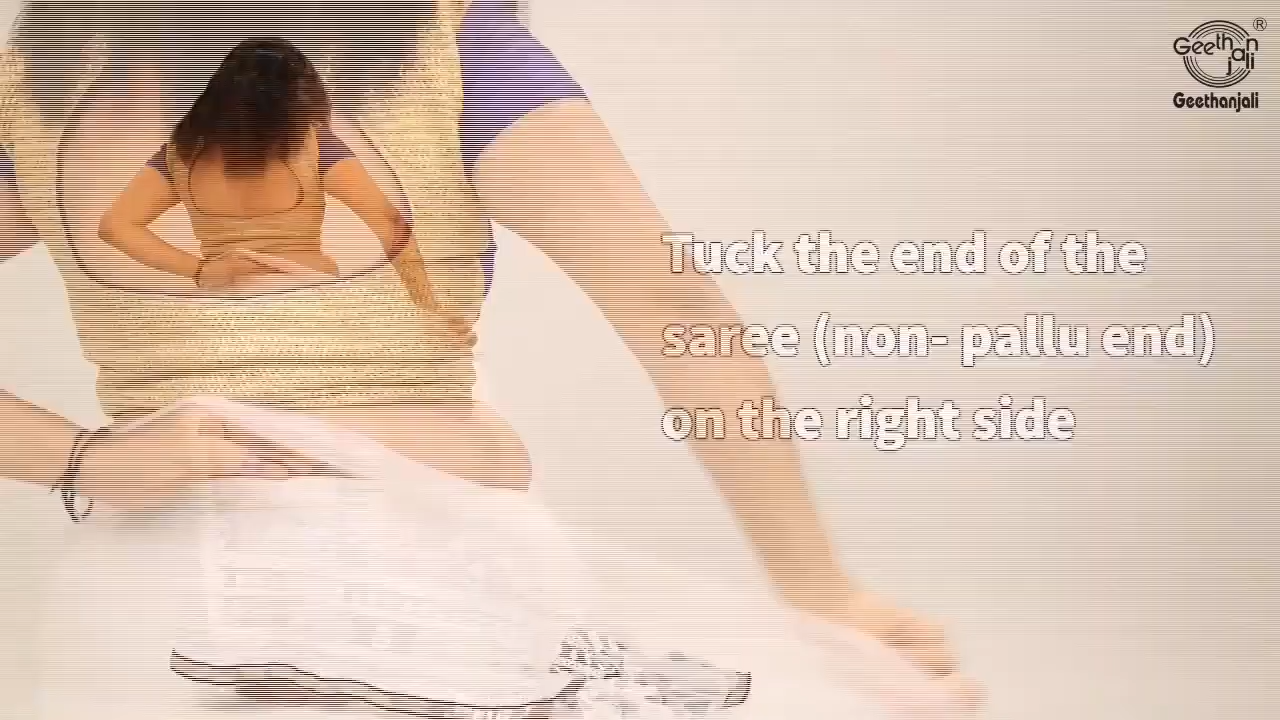 Geethanjali
®
Geethanjali
Tuck the end of the
saree (non- pallu end)
on the right side